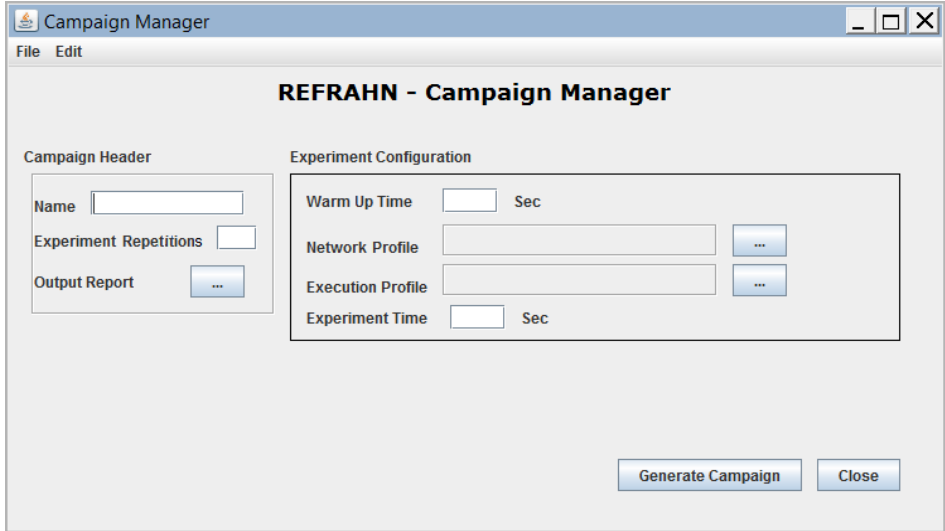 Campaign Manager
File Edit
REFRAHN - Campaign Manager
Campaign Header
Name
Experiment Repetitions
Output Report ...
Experiment Configuration
Warm Up Time Sec
Network Profile ...
Execution Profile ...
Experiment Time Sec
Generate Campaign Close